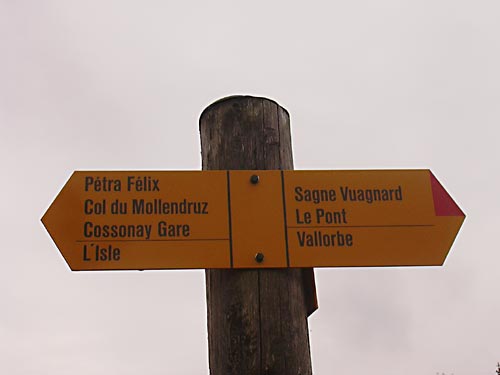 Pétra Félix
Col du Mollendruz
Cossonay Gare
L'Isle
Sagne Vuagnard
Le Pont
Vallorbe